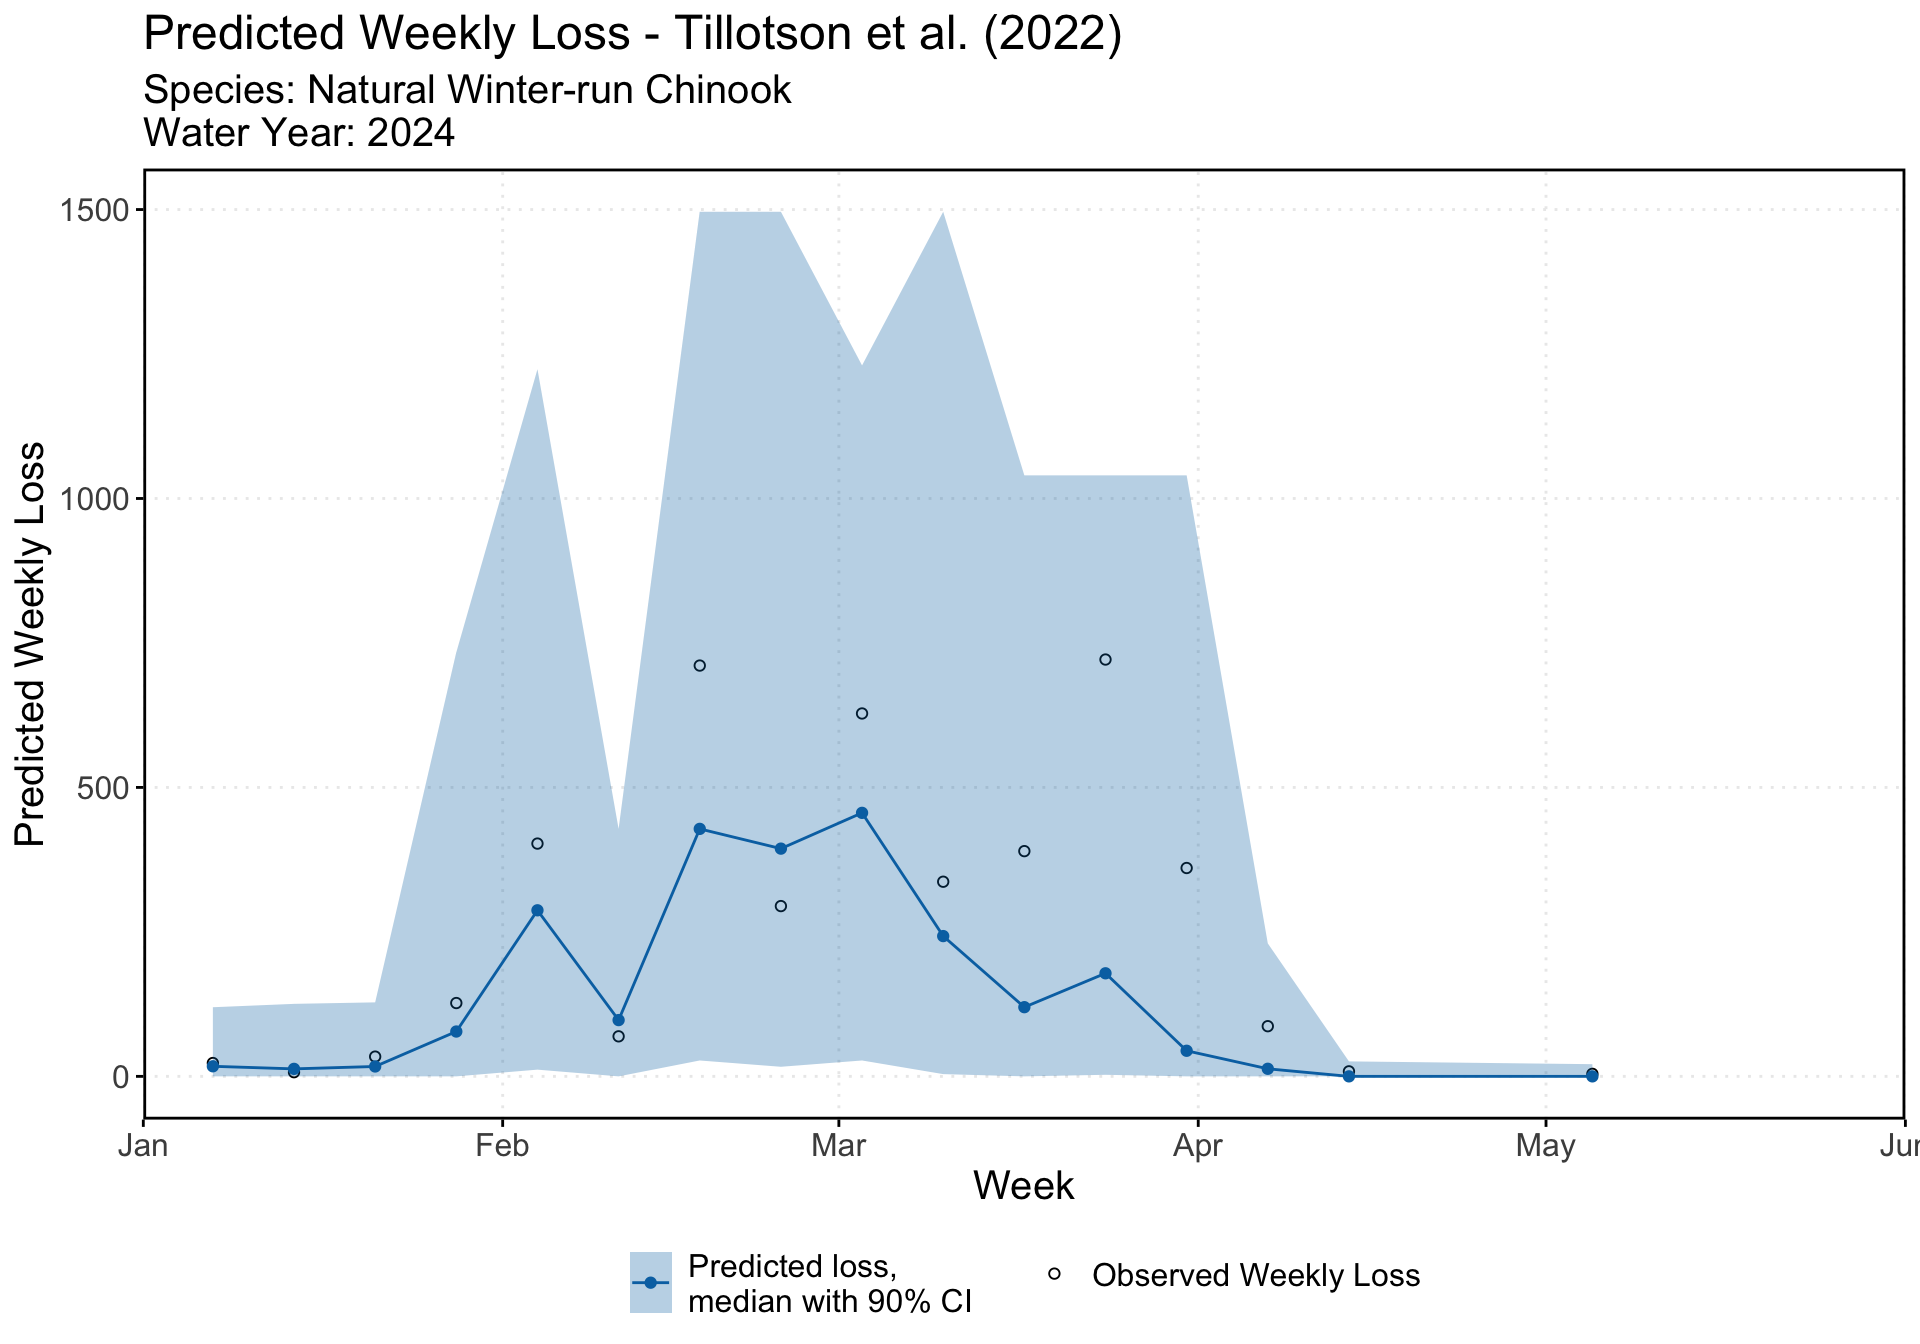 Predicted Weekly Loss - Tillotson et al. (2022)
Species: Natural Winter-run Chinook
Water Year: 2024
Predicted Weekly Loss
1500
1000
500
0
Jan
Feb
Mar
Apr
May
Jun
Week
Predicted loss,
median with 90% CI
Observed Weekly Loss